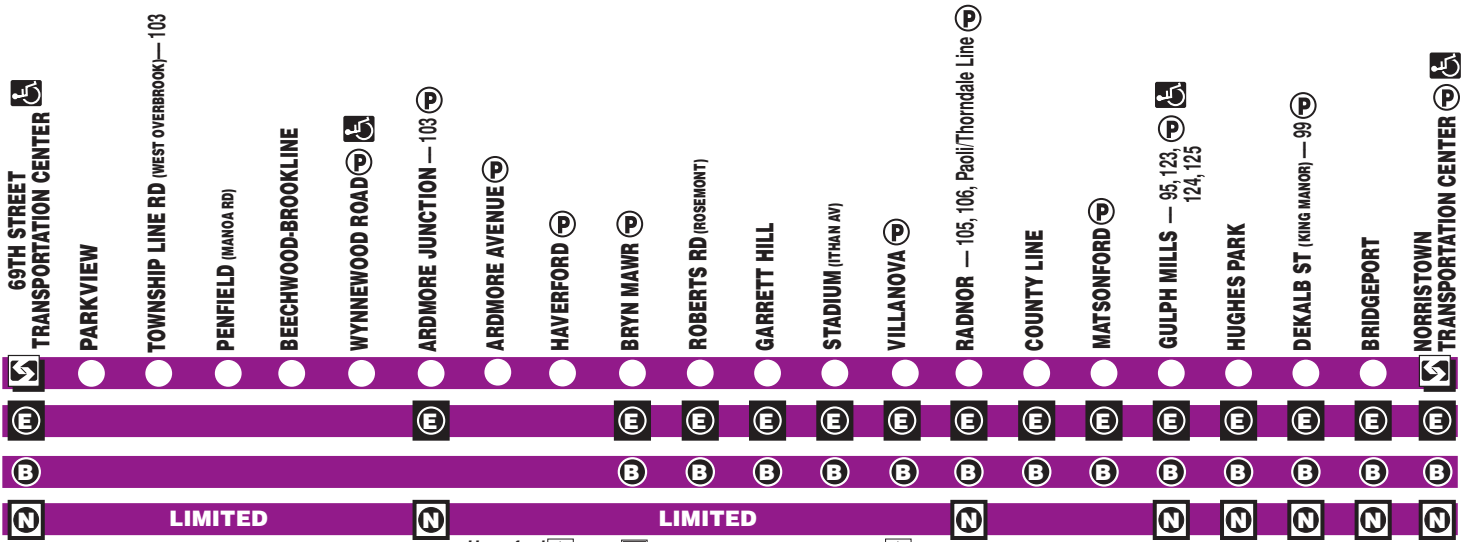 69TH STREET
TRANSPORTATION CENTER
PARKVIEW
TOWNSHIP LINE RD (WEST OVERBROOK) — 103
PENFIELD (MANOA RD)
BEECHWOOD-BROOKLINE
WYNNEWOOD ROAD P
ARDMORE JUNCTION — 103 P
ARDMORE AVENUE P
HAVERFORD P
BRYN MAWR P
ROBERTS RD (ROSEMONT)
GARRETT HILL
STADIUM (ITHAN AV)
VILLANOVA P
RADNOR — 105, 106, Paoli/Thorndale Line P
COUNTY LINE
MATSONFORD P
GULPH MILLS — 95, 123, P
124, 125
HUGHES PARK
DEKALB ST (KING MANOR) — 99 P
BRIDGEPORT
NORRISTOWN
TRANSPORTATION CENTER P
E E E E E E E E E E E E E E E
B B B B B B B B B B B B B B
N LIMITED N LIMITED N N N N N N